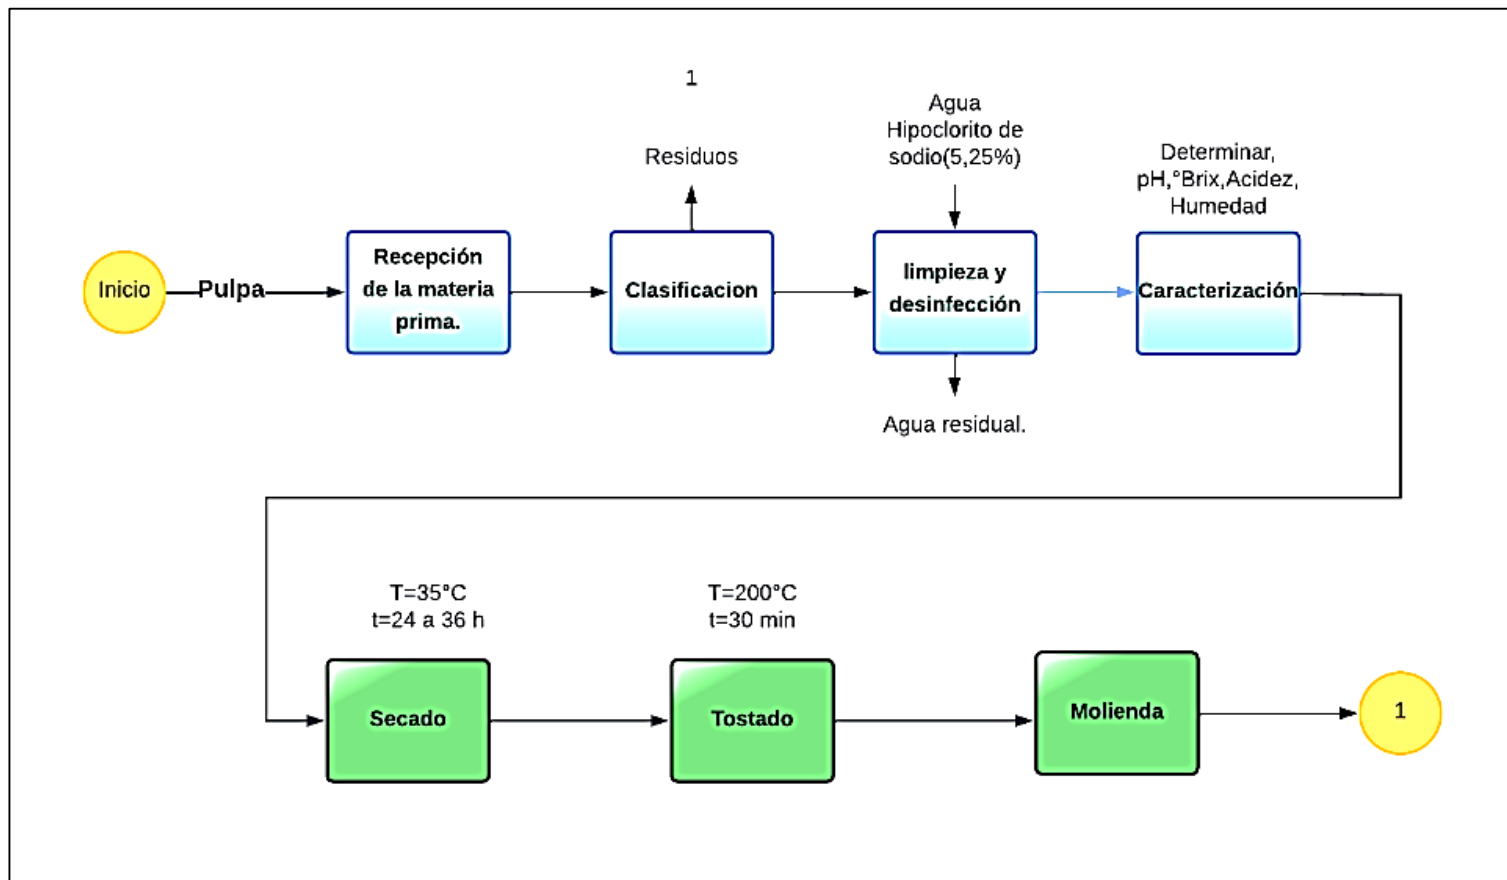 1
Residuos
Agua
Hipoclorito de
sodio(5,25%)
Determinar,
pH,°Brix,Acidez,
Humedad
Inicio
Pulpa
Recepción
de la materia
prima.
Clasificacion
limpieza y
desinfección
Caracterización
Agua residual.
T=35°C
t=24 a 36 h
T=200°C
t=30 min
Secado
Tostado
Molienda
1